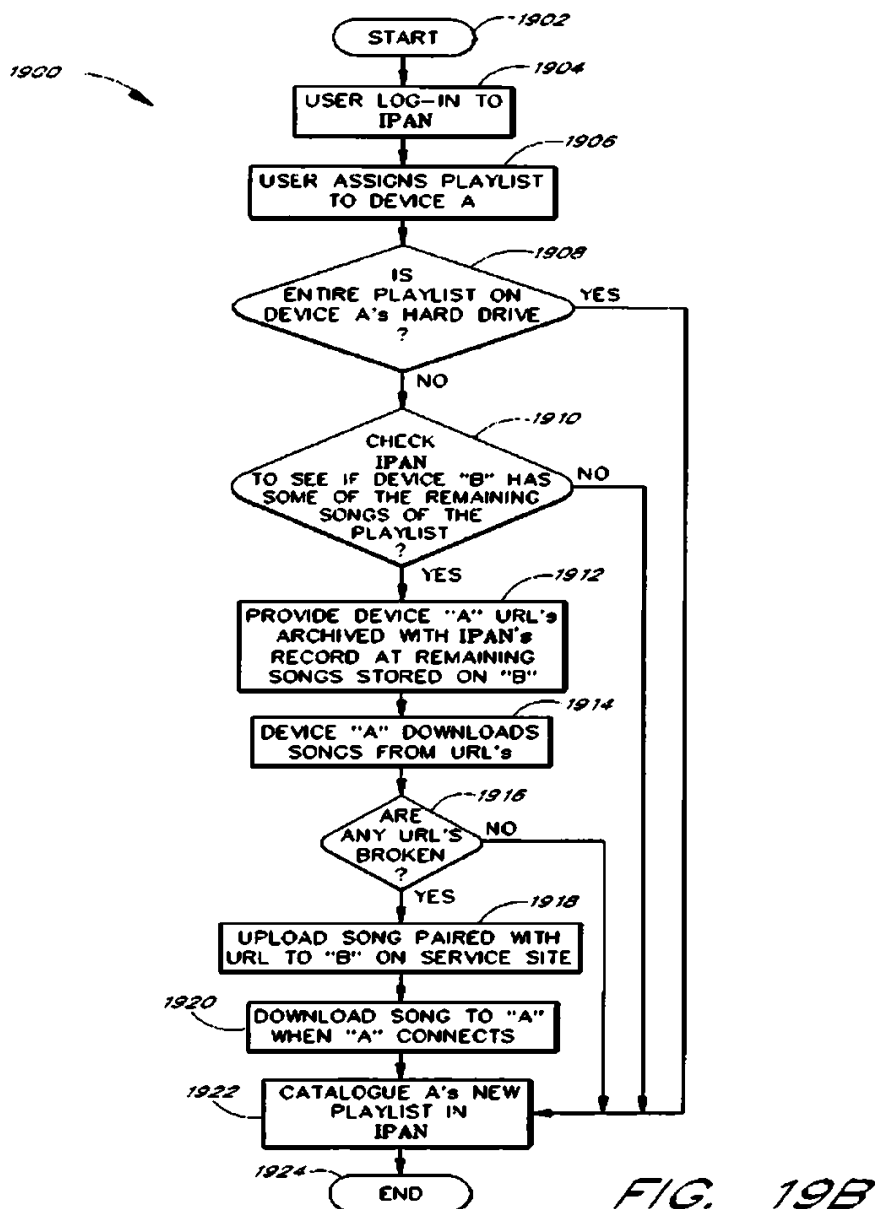 1902
START
1900
1904
USER LOG-IN TO
IPAN
1906
USER ASSIGNS PLAYLIST
TO DEVICE A
1908
IS
ENTIRE PLAYLIST ON
DEVICE A's HARD DRIVE
?
YES
NO
1910
CHECK
IPAN
TO SEE IF DEVICE "B" HAS
SOME OF THE REMAINING
SONGS OF THE
PLAYLIST
?
NO
YES
1912
PROVIDE DEVICE "A" URL's
ARCHIVED WITH IPAN's
RECORD AT REMAINING
SONGS STORED ON "B"
1914
DEVICE "A" DOWNLOADS
SONGS FROM URL's
1916
ARE
ANY URL'S
BROKEN
?
NO
YES
1918
UPLOAD SONG PAIRED WITH
URL TO "B" ON SERVICE SITE
1920
DOWNLOAD SONG TO "A"
WHEN "A" CONNECTS
1922
CATALOGUE A's NEW
PLAYLIST IN
IPAN
1924
END
FIG. 19B